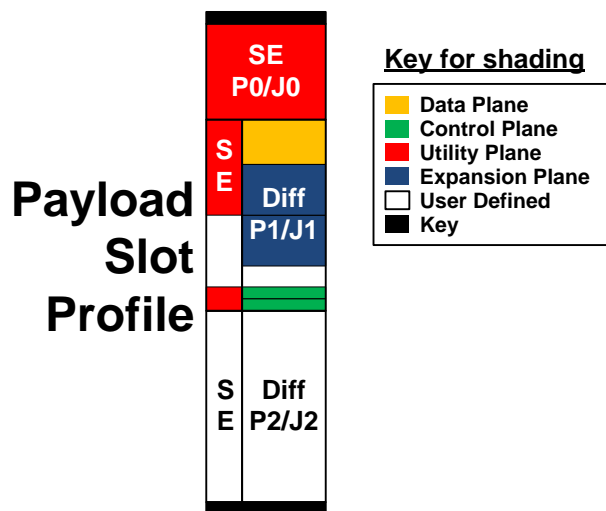 SE
P0/J0
Key for shading
Data Plane
Control Plane
Utility Plane
Expansion Plane
User Defined
Key
S
E
Diff
P1/J1
Payload
Slot
Profile
S
E
Diff
P2/J2